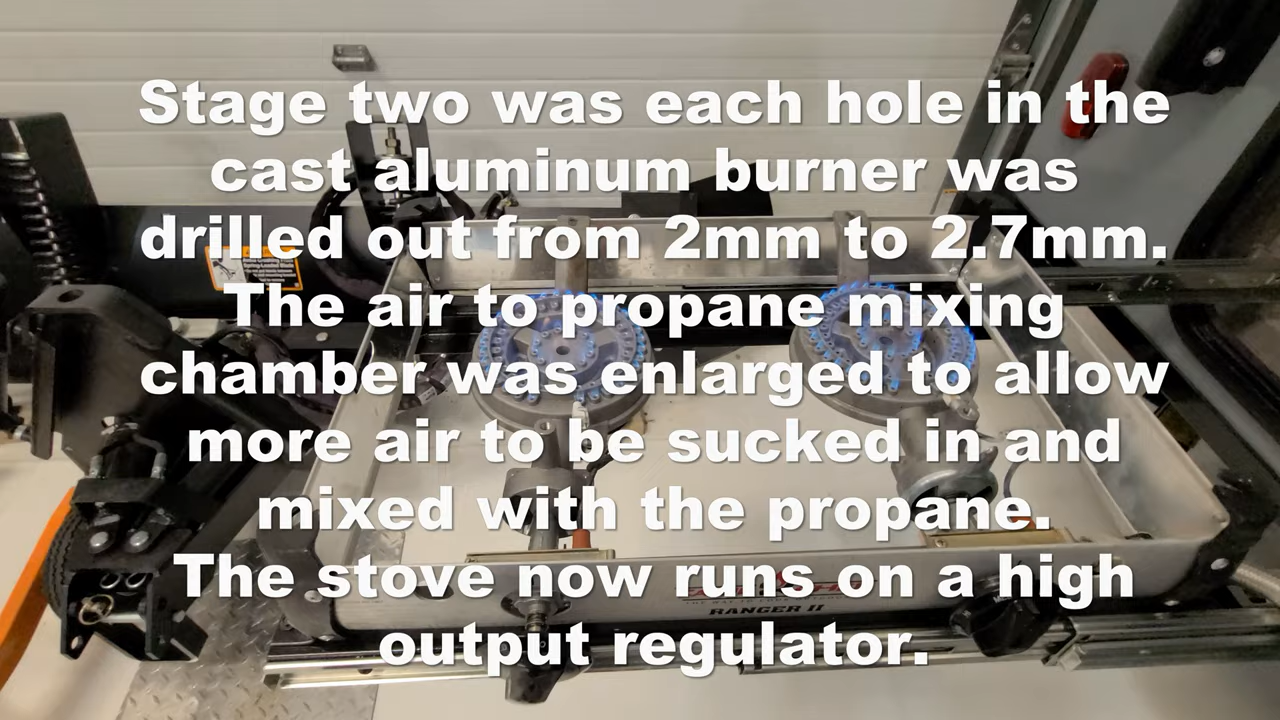 Stage two was each hole in the
cast aluminum burner was
drilled out from 2mm to 2.7mm.
The air to propane mixing
chamber was enlarged to allow
more air to be sucked in and
mixed with the propane.
The stove now runs on a high
output regulator.
RANGER II